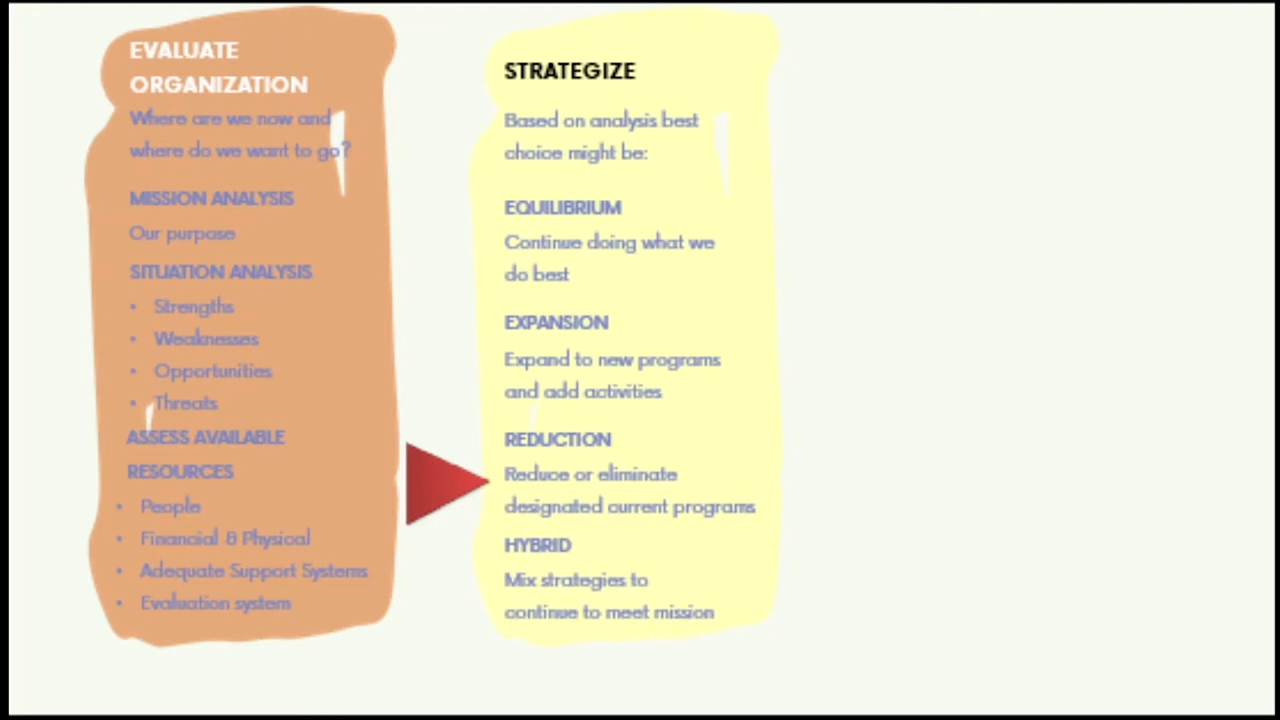 EVALUATE
ORGANIZATION
Where are we now and
where do we want to go?
MISSION ANALYSIS
Our purpose
SITUATION ANALYSIS
• Strengths
• Weaknesses
• Opportunities
• Threats
ASSESS AVAILABLE
RESOURCES
• People
• Financial & Physical
• Adequate Support Systems
• Evaluation system
STRATEGIZE
Based on analysis best
choice might be:
EQUILIBRIUM
Continue doing what we
do best
EXPANSION
Expand to new programs
and add activities
REDUCTION
Reduce or eliminate
designated current programs
HYBRID
Mix strategies to
continue to meet mission